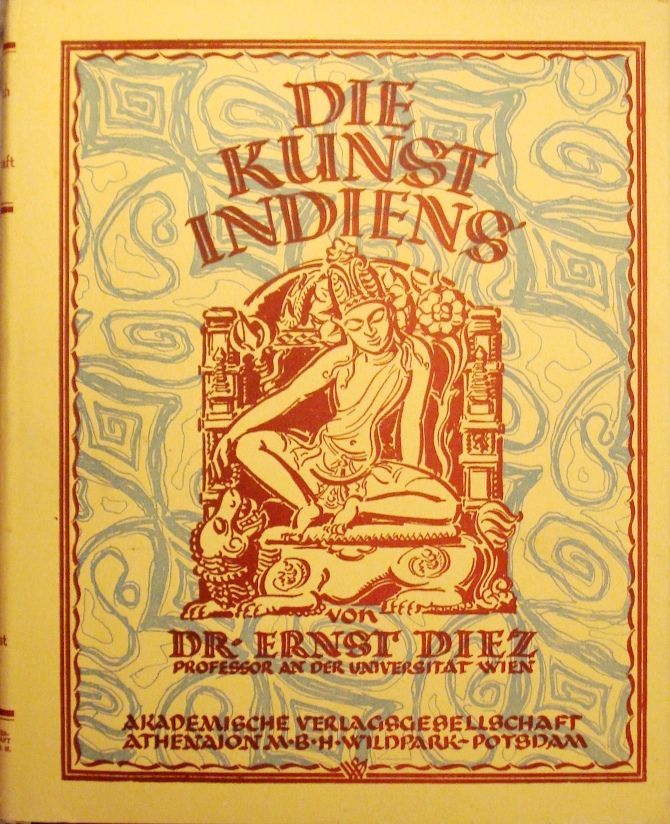 DIE
KUNST
INDIENS
von
DR· ERNST DIEZ
PROFESSOR AN DER UNIVERSITÄT WIEN
AKADEMISCHE VERLAGSGESELLSCHAFT
ATHENAION M·B·H·WILDPARK-POTSDAM